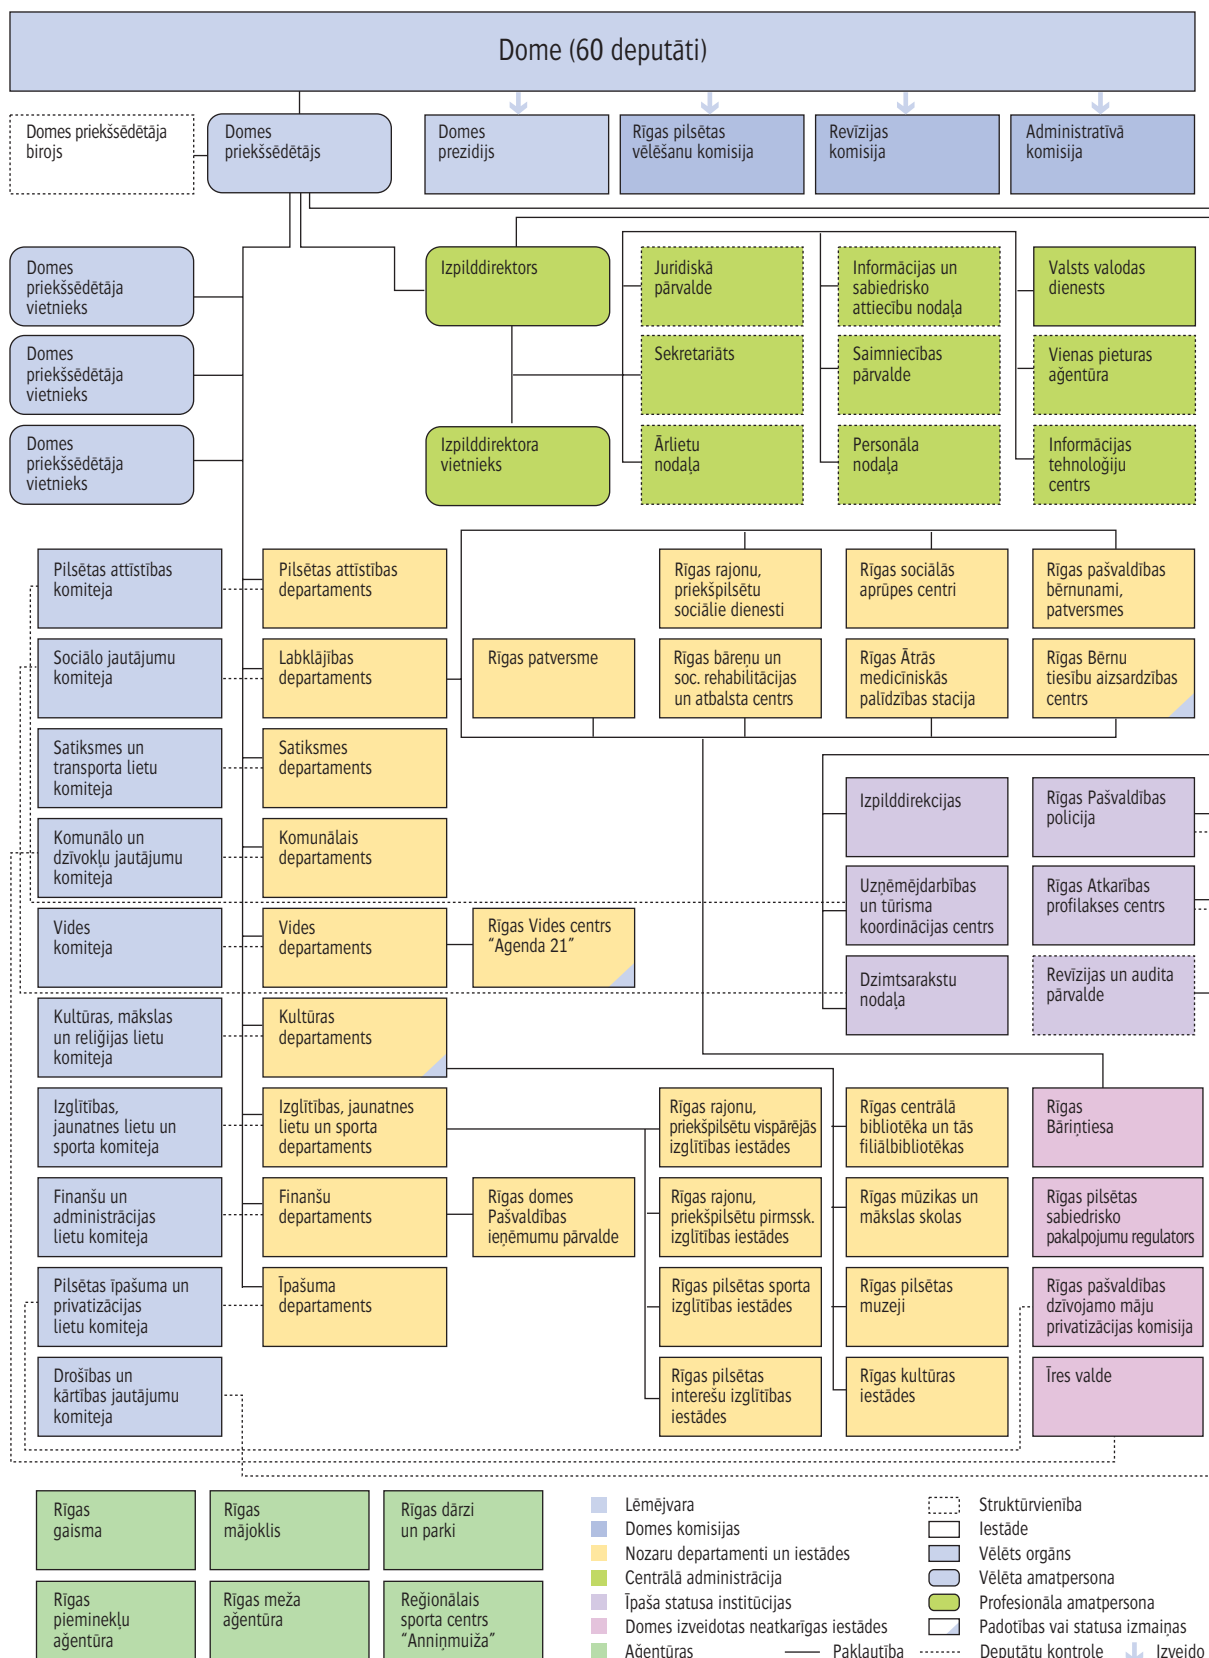 Dome (60 deputāti)
Domes priekšsēdētāja
birojs
Domes
priekšsēdētājs
Domes
prezidijs
Rīgas pilsētas
vēlēšanu komisija
Revīzijas
komisija
Administratīvā
komisija
Domes
priekšsēdētāja
vietnieks
Domes
priekšsēdētāja
vietnieks
Domes
priekšsēdētāja
vietnieks
Izpilddirektors
Izpilddirektora
vietnieks
Juridiskā
pārvalde
Informācijas un
sabiedrisko
attiecību nodaļa
Valsts valodas
dienests
Sekretariāts
Saimniecības
pārvalde
Vienas pieturas
aģentūra
Ārlietu
nodaļa
Personāla
nodaļa
Informācijas
tehnoloģiju
centrs
Pilsētas attīstības
komiteja
Pilsētas attīstības
departaments
Rīgas rajonu,
priekšpilsētu
sociālie dienesti
Rīgas sociālās
aprūpes centri
Rīgas pašvaldības
bērnunami,
patversmes
Sociālo jautājumu
komiteja
Labklājības
departaments
Rīgas patversme
Rīgas bāreņu un
soc. rehabilitācijas
un atbalsta centrs
Rīgas Ātrās
medicīniskās
palīdzības stacija
Rīgas Bērnu
tiesību aizsardzības
centrs
Satiksmes un
transporta lietu
komiteja
Satiksmes
departaments
Izpilddirekcijas
Rīgas Pašvaldības
policija
Komunālo un
dzīvokļu jautājumu
komiteja
Komunālais
departaments
Uzņēmējdarbības
un tūrisma
koordinācijas centrs
Rīgas Atkarības
profilakses centrs
Vides
komiteja
Vides
departaments
Rīgas Vides centrs
“Agenda 21”
Dzimtsarakstu
nodaļa
Revīzijas un audita
pārvalde
Kultūras, mākslas
un reliģijas lietu
komiteja
Kultūras
departaments
Izglītības,
jaunatnes lietu un
sporta komiteja
Izglītības, jaunatnes
lietu un sporta
departaments
Rīgas rajonu,
priekšpilsētu vispārējās
izglītības iestādes
Rīgas centrālā
bibliotēka un tās
filiālbibliotēkas
Rīgas
Bāriņtiesa
Finanšu un
administrācijas
lietu komiteja
Finanšu
departaments
Rīgas domes
Pašvaldības
ieņēmumu pārvalde
Rīgas rajonu,
priekšpilsētu pirmssk.
izglītības iestādes
Rīgas mūzikas un
mākslas skolas
Rīgas pilsētas
sabiedrisko
pakalpojumu regulators
Pilsētas īpašuma un
privatizācijas
lietu komiteja
Īpašuma
departaments
Rīgas pilsētas sporta
izglītības iestādes
Rīgas pilsētas
muzeji
Rīgas pašvaldības
dzīvojamo māju
privatizācijas komisija
Drošības un
kārtības jautājumu
komiteja
Rīgas pilsētas
interešu izglītības
iestādes
Rīgas kultūras
iestādes
Īres valde
Rīgas
gaisma
Rīgas
mājoklis
Rīgas dārzi
un parki
Rīgas
pieminekļu
aģentūra
Rīgas meža
aģentūra
Reģionālais
sporta centrs
“Anniņmuiža”
Lēmējvara
Domes komisijas
Nozaru departamenti un iestādes
Centrālā administrācija
Īpaša statusa institūcijas
Domes izveidotas neatkarīgas iestādes
Aģentūras
Struktūrvienība
Iestāde
Vēlēts orgāns
Vēlēta amatpersona
Profesionāla amatpersona
Padotības vai statusa izmaiņas
Pakļautība
Deputātu kontrole
Izveido